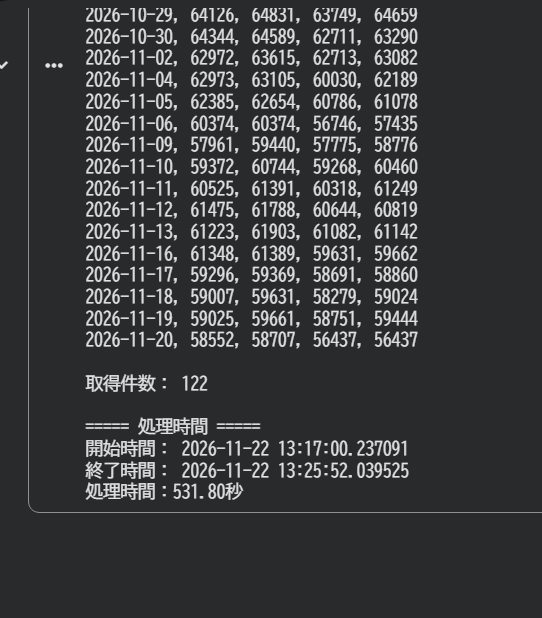 2026-10-29, 64126, 64831, 63749, 64659
2026-10-30, 64344, 64589, 62711, 63290
2026-11-02, 62972, 63615, 62713, 63082
2026-11-04, 62973, 63105, 60030, 62189
2026-11-05, 62385, 62654, 60786, 61078
2026-11-06, 60374, 60374, 56746, 57435
2026-11-09, 57961, 59440, 57775, 58776
2026-11-10, 59372, 60744, 59268, 60460
2026-11-11, 60525, 61391, 60318, 61249
2026-11-12, 61475, 61788, 60644, 60819
2026-11-13, 61223, 61903, 61082, 61142
2026-11-16, 61348, 61389, 59631, 59662
2026-11-17, 59296, 59369, 58691, 58860
2026-11-18, 59007, 59631, 58279, 59024
2026-11-19, 59025, 59661, 58751, 59444
2026-11-20, 58552, 58707, 56437, 56437
取得件数： 122
===== 処理時間 =====
開始時間： 2026-11-22 13:17:00.237091
終了時間： 2026-11-22 13:25:52.039525
処理時間：531.80秒